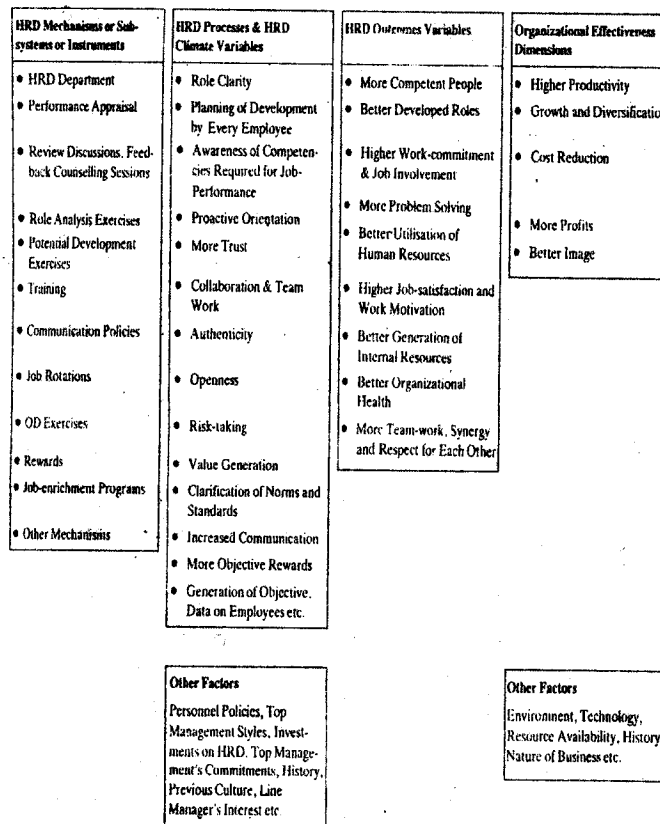 HRD Mechanisms or Sub-
systems or Instruments
• HRD Department
• Performance Appraisal
• Review Discussions, Feed-
back Counselling Sessions
• Role Analysis Exercises
• Potential Development
Exercises
• Training
• Communication Policies
• Job Rotations
• OD Exercises
• Rewards
• Job-enrichment Programs
• Other Mechanisms
HRD Processes & HRD
Climate Variables
• Role Clarity
• Planning of Development
by Every Employee
• Awareness of Competen-
cies Required for Job-
Performance
• Proactive Orientation
• More Trust
• Collaboration & Team
Work
• Authenticity
• Openness
• Risk-taking
• Value Generation
• Clarification of Norms and
Standards
• Increased Communication
• More Objective Rewards
• Generation of Objective,
Data on Employees etc.
HRD Outcomes Variables
• More Competent People
• Better Developed Roles
• Higher Work-commitment
& Job Involvement
• More Problem Solving
• Better Utilisation of
Human Resources
• Higher Job-satisfaction and
Work Motivation
• Better Generation of
Internal Resources
• Better Organizational
Health
• More Team-work, Synergy
and Respect for Each Other
Organizational Effectiveness
Dimensions
• Higher Productivity
• Growth and Diversificatio
• Cost Reduction
• More Profits
• Better Image
Other Factors
Personnel Policies, Top
Management Styles, Invest-
ments on HRD, Top Manage-
ment's Commitments, History,
Previous Culture, Line
Manager's Interest etc.
Other Factors
Environment, Technology,
Resource Availability, History
Nature of Business etc.